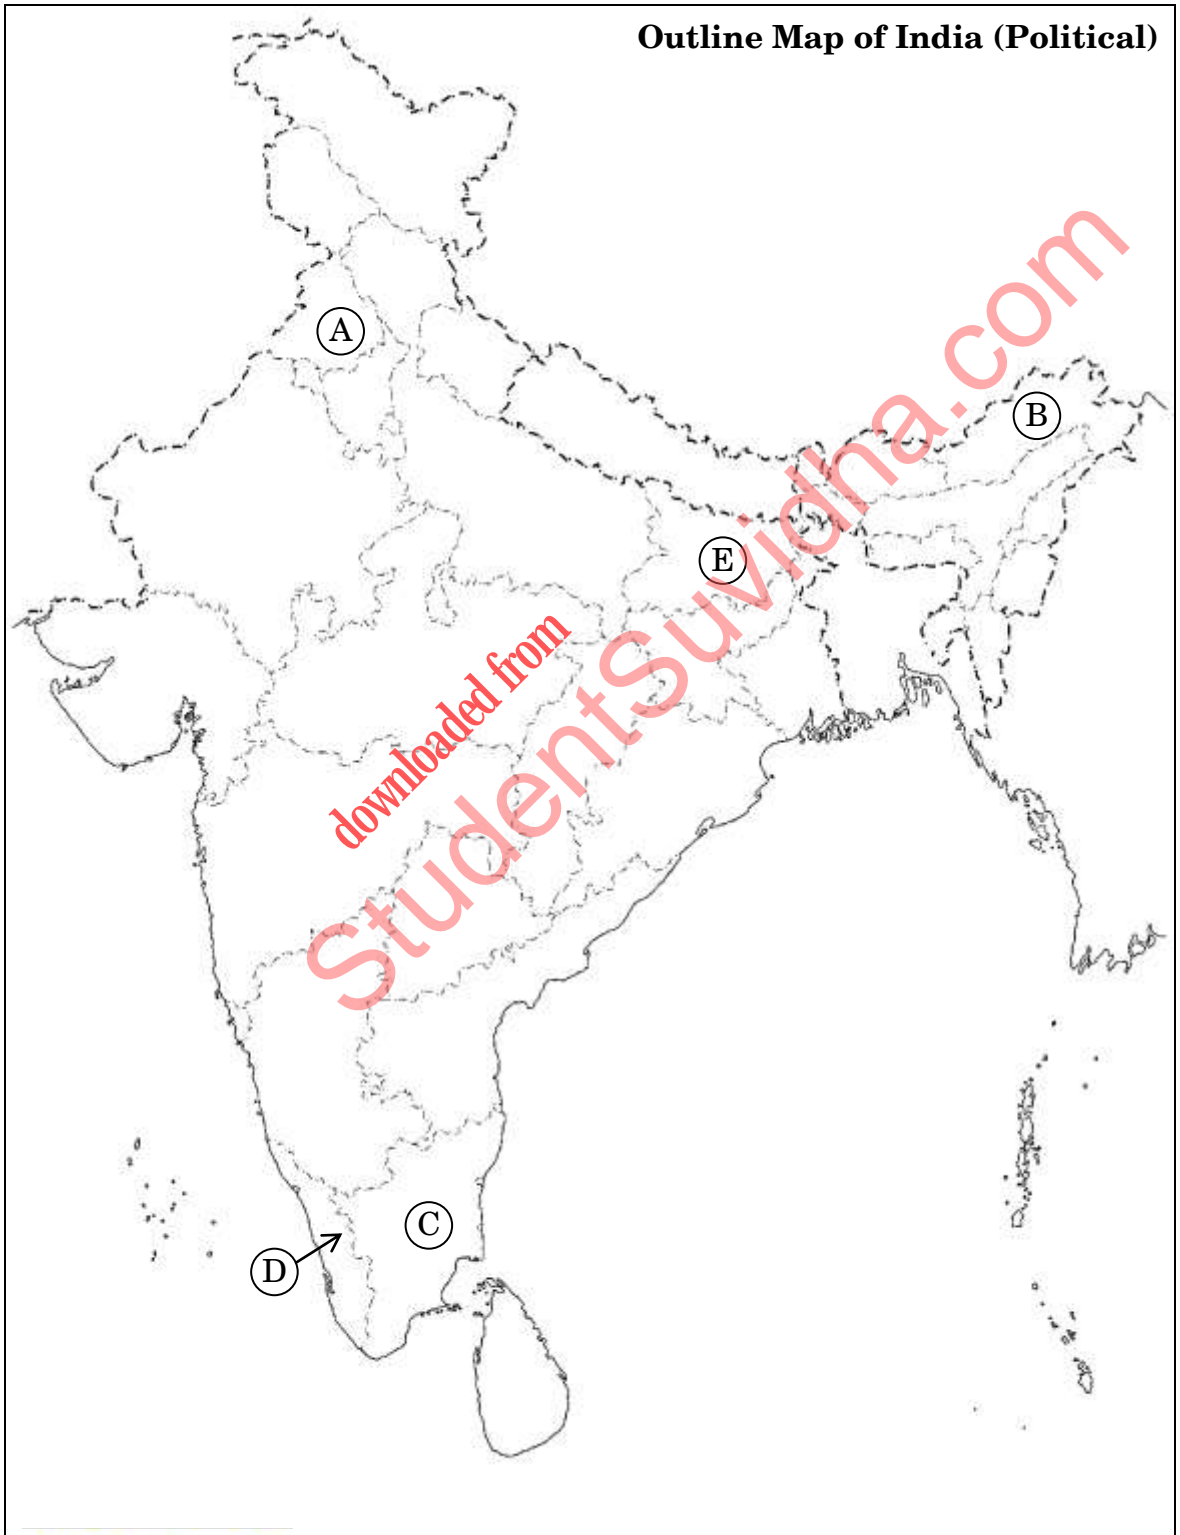 Outline Map of India (Political)
A
B
E
downloaded from
StudentSuvidha.com
C
D